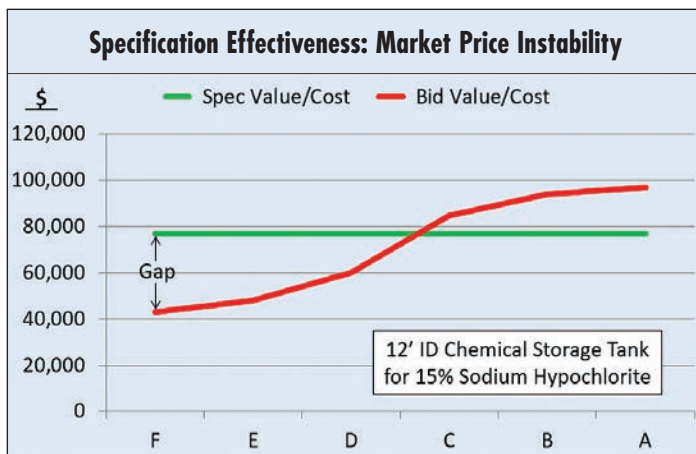 Specification Effectiveness: Market Price Instability
$
Spec Value/Cost
Bid Value/Cost
120,000
100,000
80,000
60,000
40,000
20,000
0
Gap
12' ID Chemical Storage Tank
for 15% Sodium Hypochlorite
F E D C B A